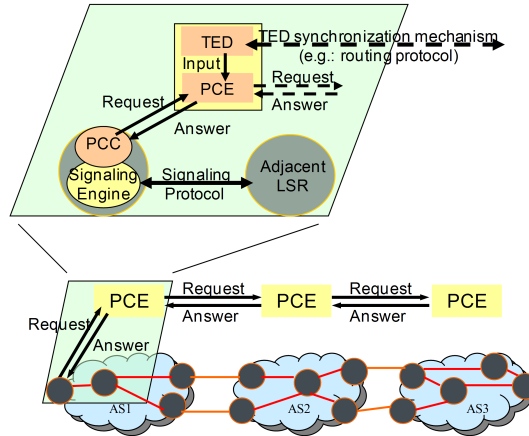 TED
TED synchronization mechanism
(e.g.: routing protocol)
Input
Request
PCE
Answer
Request
Answer
PCC
Signaling
Engine
Signaling
Protocol
Adjacent
LSR
PCE
Request
Answer
PCE
Request
Answer
PCE
Request
Answer
AS1
AS2
AS3